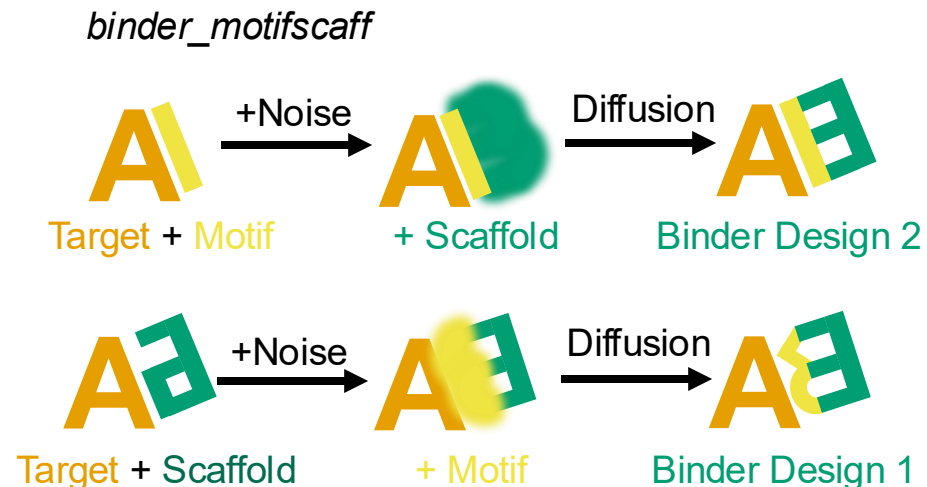 binder_motifscaff
+Noise
Diffusion
A
A
A
Target + Motif
+ Scaffold
Binder Design 2
+Noise
Diffusion
A
A
A
Target + Scaffold
+ Motif
Binder Design 1